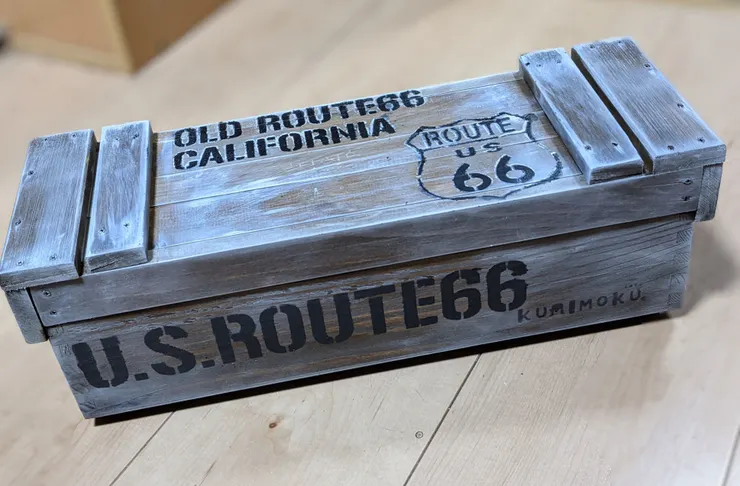 OLD ROUTE66
CALIFORNIA
ROUTE
US
66
U.S.ROUTE66
KUMIMOKU.